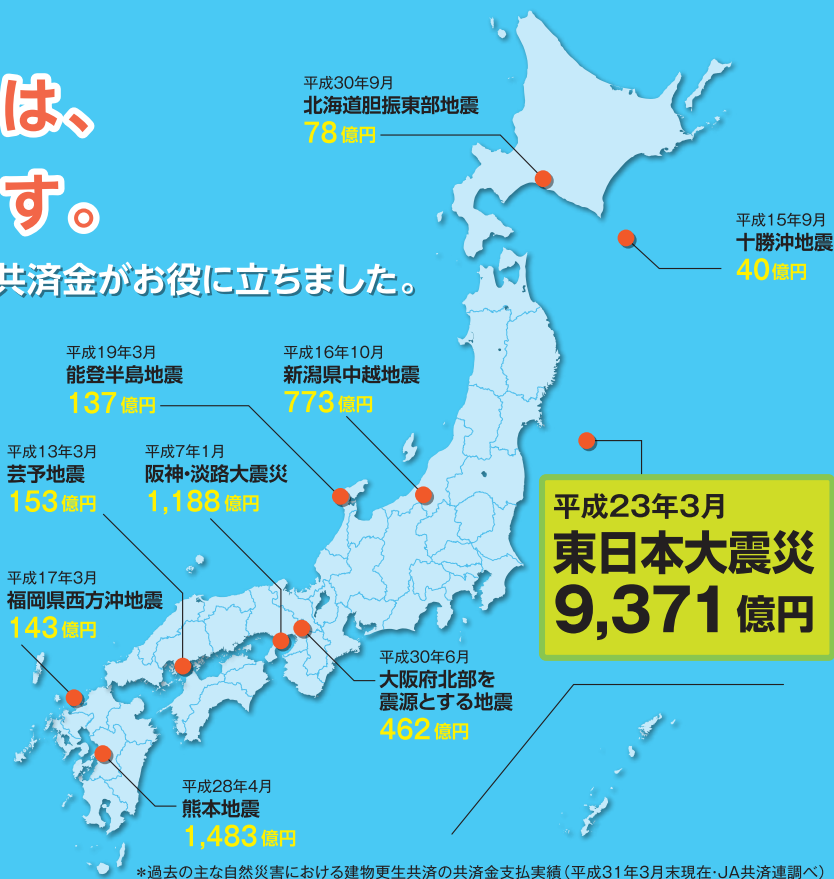 は、
す。
共済金がお役に立ちました。
平成30年9月
北海道胆振東部地震
78億円
平成15年9月
十勝沖地震
40億円
平成19年3月
能登半島地震
137億円
平成16年10月
新潟県中越地震
773億円
平成13年3月
芸予地震
153億円
平成7年1月
阪神・淡路大震災
1,188億円
平成23年3月
東日本大震災
9,371億円
平成17年3月
福岡県西方沖地震
143億円
平成30年6月
大阪府北部を
震源とする地震
462億円
平成28年4月
熊本地震
1,483億円
＊過去の主な自然災害における建物更生共済の共済金支払実績（平成31年3月末現在・JA共済連調べ）